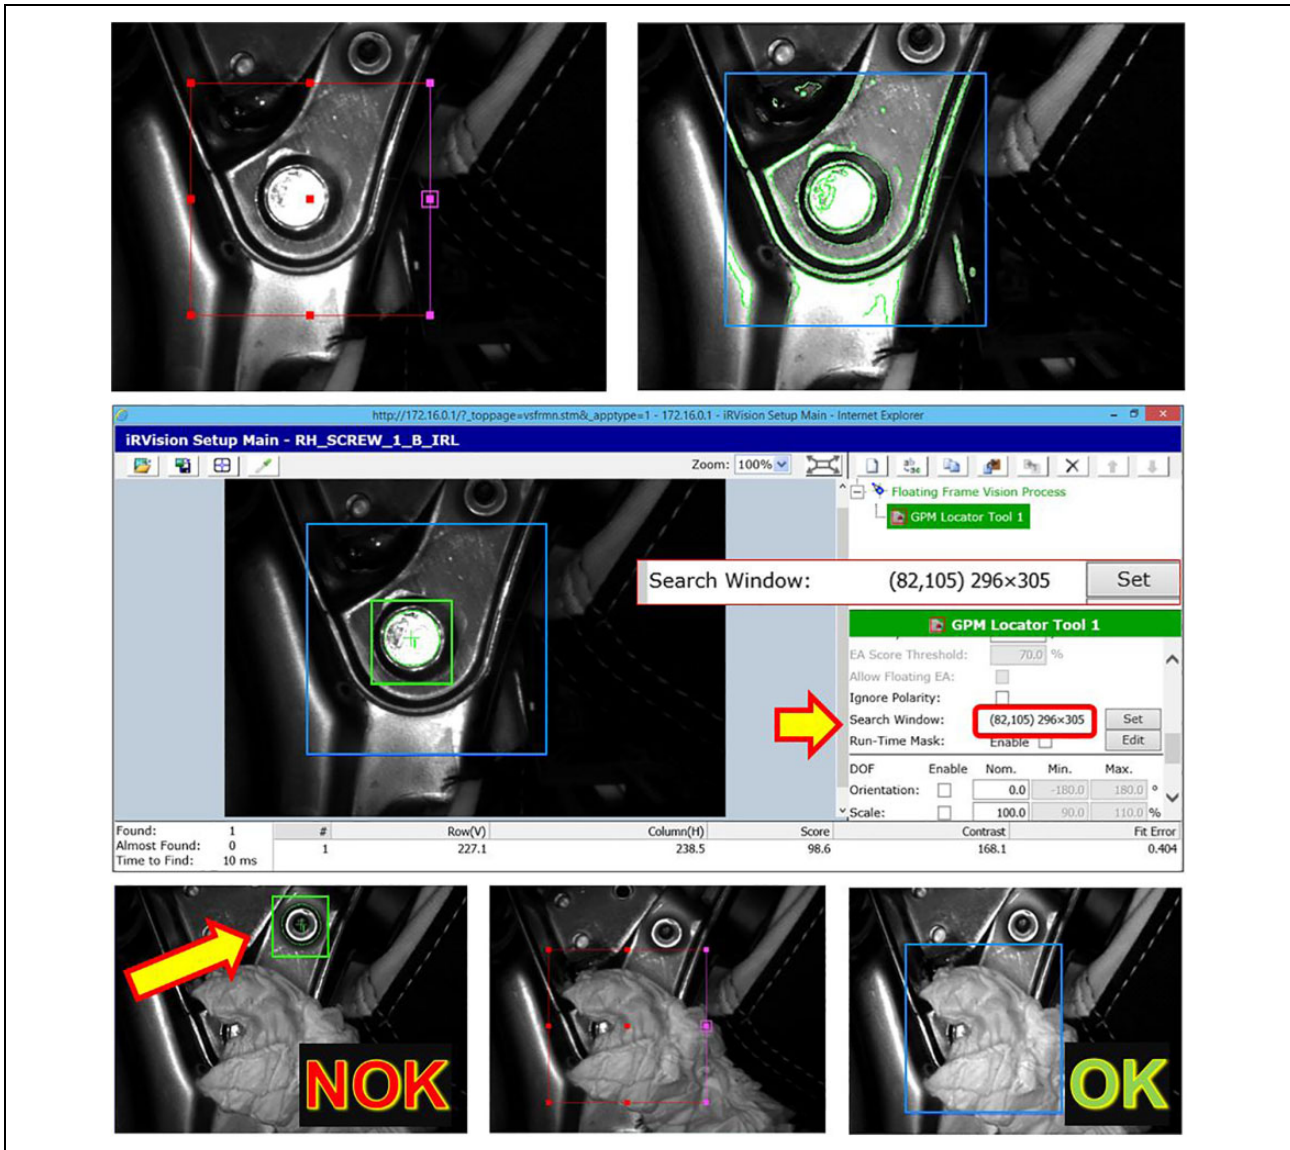 http://172.16.0.1/?_toppage=vsfrmn.stm&_apptype=1 - 172.16.0.1 - iRVision Setup Main - Internet Explorer
iRVision Setup Main - RH_SCREW_1_B_IRL
Zoom: 100%
Floating Frame Vision Process
GPM Locator Tool 1
Search Window: (82,105) 296×305 Set
GPM Locator Tool 1
EA Score Threshold: 70.0 %
Allow Floating EA:
Ignore Polarity:
Search Window: (82,105) 296×305 Set
Run-Time Mask: Enable Edit
DOF Enable Nom. Min. Max.
Orientation: 0.0 -180.0 180.0 °
Scale: 100.0 90.0 110.0 %
Found: 1 # Row(V) Column(H) Score Contrast Fit Error
Almost Found: 0 1 227.1 238.5 98.6 168.1 0.404
Time to Find: 10 ms
NOK
OK